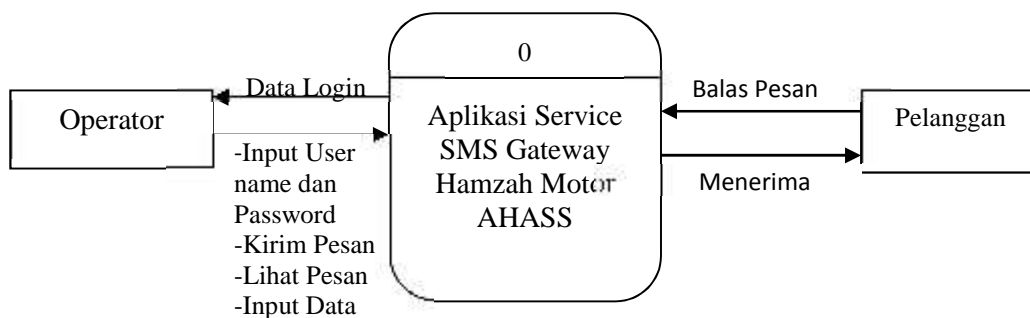 0
Data Login
Operator
Aplikasi Service
SMS Gateway
Hamzah Motor
AHASS
Balas Pesan
Pelanggan
Menerima
-Input User
name dan
Password
-Kirim Pesan
-Lihat Pesan
-Input Data